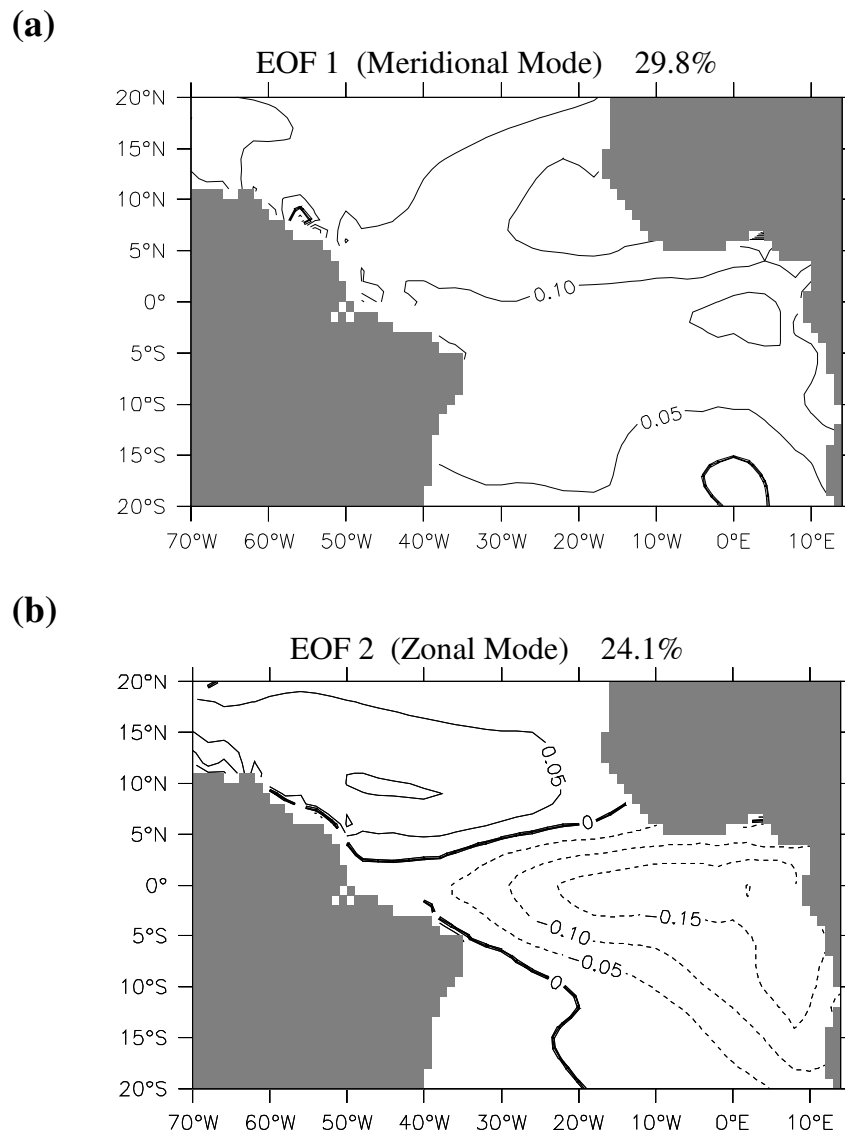 (a)
EOF 1 (Meridional Mode) 29.8%
20°N
15°N
10°N
5°N
0.10
0°
5°S
0.05
10°S
15°S
20°S
70°W 60°W 50°W 40°W 30°W 20°W 10°W 0°E 10°E
(b)
EOF 2 (Zonal Mode) 24.1%
20°N
15°N
0.05
10°N
0
5°N
0°
0.15
0.10
5°S
0.05
0
10°S
15°S
20°S
70°W 60°W 50°W 40°W 30°W 20°W 10°W 0°E 10°E